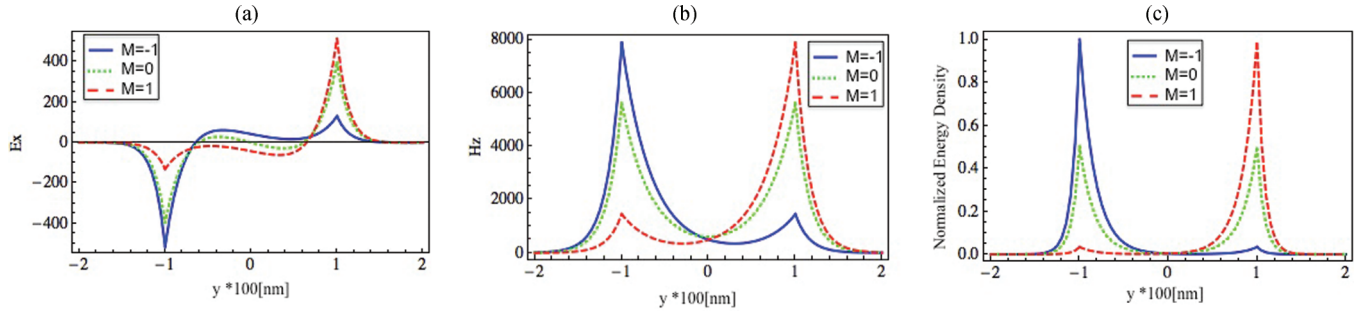 (a)
(b)
(c)
M=-1
M=0
M=1
400
200
0
−200
−400
Ex
−2
−1
0
1
2
y *100[nm]
M=-1
M=0
M=1
8000
6000
4000
2000
0
Hz
−2
−1
0
1
2
y *100[nm]
M=-1
M=0
M=1
1.0
0.8
0.6
0.4
0.2
0.0
Normalized Energy Density
−2
−1
0
1
2
y *100[nm]